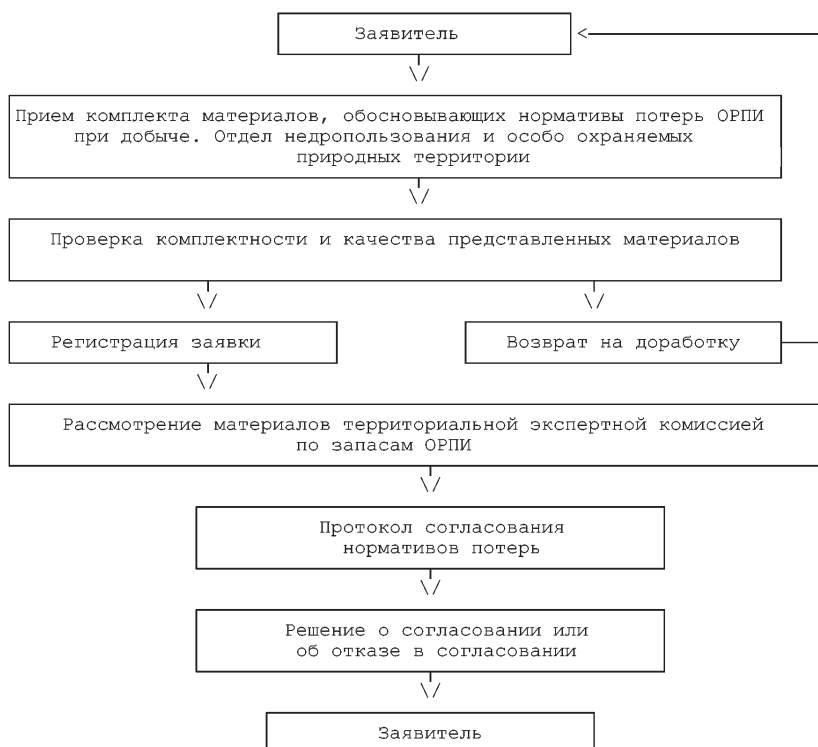 Заявитель
Прием комплекта материалов, обосновывающих нормативы потерь ОРПИ
при добыче. Отдел недропользования и особо охраняемых
природных территории
Проверка комплектности и качества представленных материалов
Регистрация заявки
Возврат на доработку
Рассмотрение материалов территориальной экспертной комиссией
по запасам ОРПИ
Протокол согласования
нормативов потерь
Решение о согласовании или
об отказе в согласовании
Заявитель